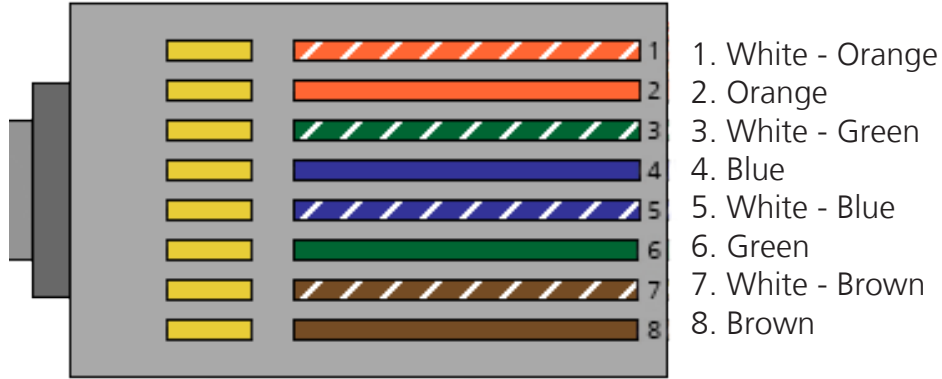 1
2
3
4
5
6
7
8
1. White - Orange
2. Orange
3. White - Green
4. Blue
5. White - Blue
6. Green
7. White - Brown
8. Brown